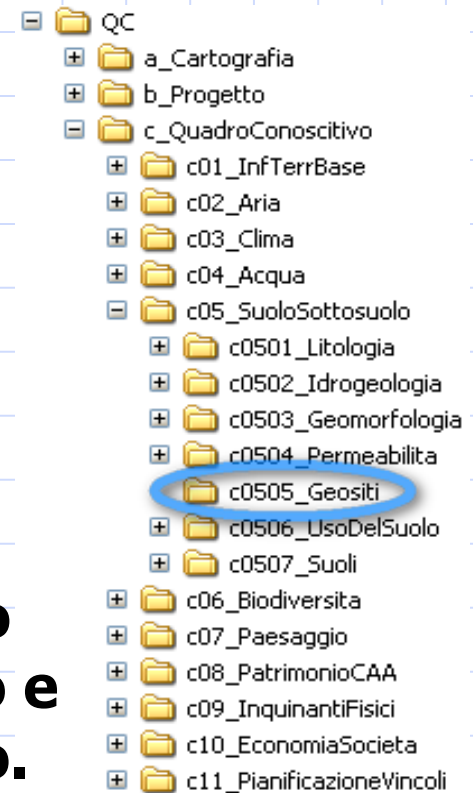 QC
a_Cartografia
b_Progetto
c_QuadroConoscitivo
c01_InfTerrBase
c02_Aria
c03_Clima
c04_Acqua
c05_SuoloSottosuolo
c0501_Litologia
c0502_Idrogeologia
c0503_Geomorfologia
c0504_Permeabilita
c0505_Geositi
c0506_UsoDelSuolo
c0507_Suoli
c06_Biodiversita
c07_Paesaggio
e
c08_PatrimonioCAA
c09_InquinantiFisici
c10_EconomiaSocieta
c11_PianificazioneVincoli